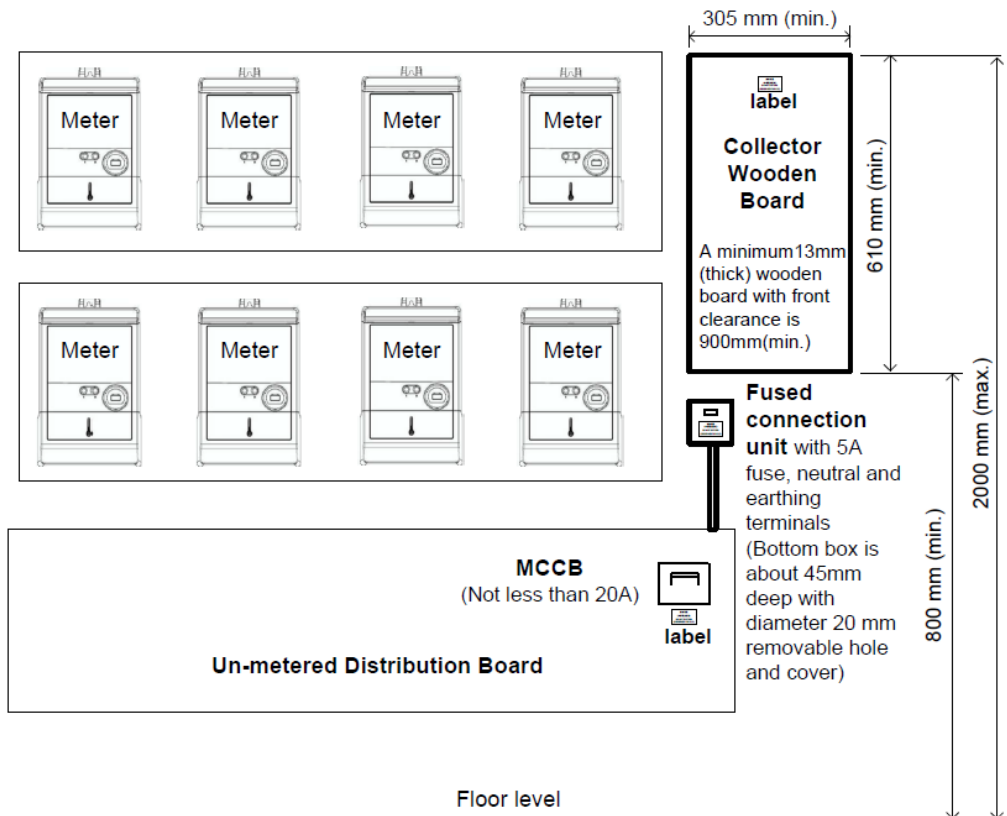 305 mm (min.)
Meter
Meter
Meter
Meter
label
Collector
Wooden
Board
A minimum13mm
(thick) wooden
board with front
clearance is
900mm(min.)
610 mm (min.)
2000 mm (max.)
Meter
Meter
Meter
Meter
Fused
connection
unit with 5A
fuse, neutral and
earthing
terminals
(Bottom box is
about 45mm
deep with
diameter 20 mm
removable hole
and cover)
800 mm (min.)
MCCB
(Not less than 20A)
label
Un-metered Distribution Board
Floor level